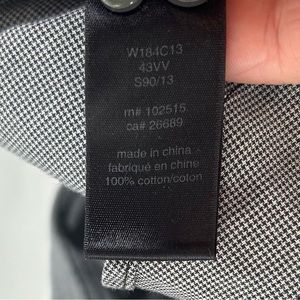 W184C13
43VV
S90/13
rn# 102515
ca# 26689
made in china
fabriqué en chine
100% cotton/coton